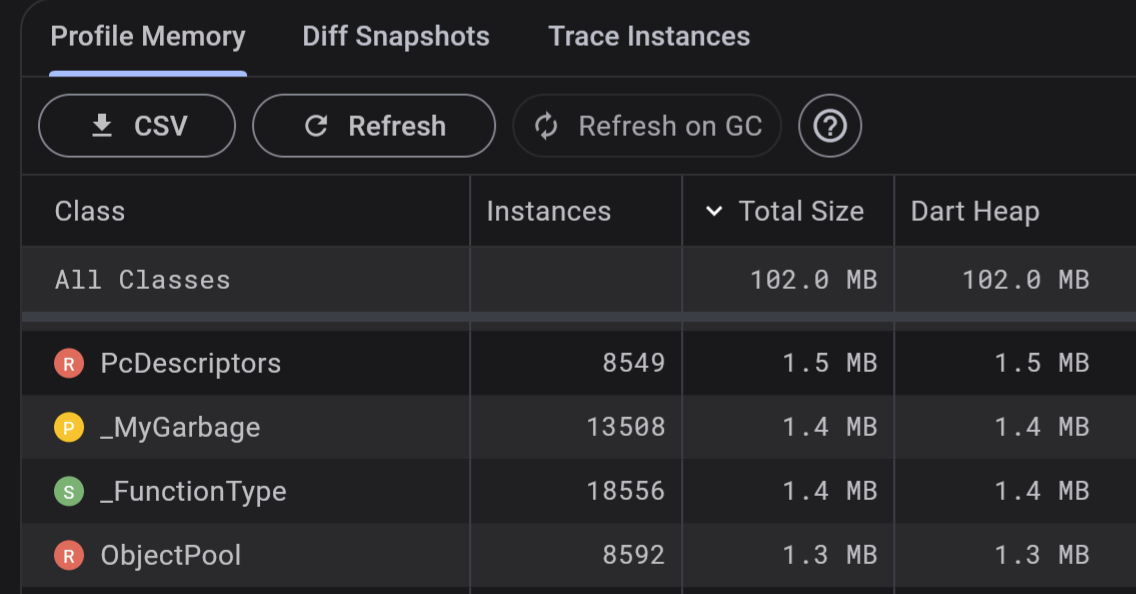 Profile Memory Diff Snapshots Trace Instances
CSV Refresh Refresh on GC ?
Class Instances Total Size Dart Heap
All Classes 102.0 MB 102.0 MB
R PcDescriptors 8549 1.5 MB 1.5 MB
P _MyGarbage 13508 1.4 MB 1.4 MB
S _FunctionType 18556 1.4 MB 1.4 MB
R ObjectPool 8592 1.3 MB 1.3 MB